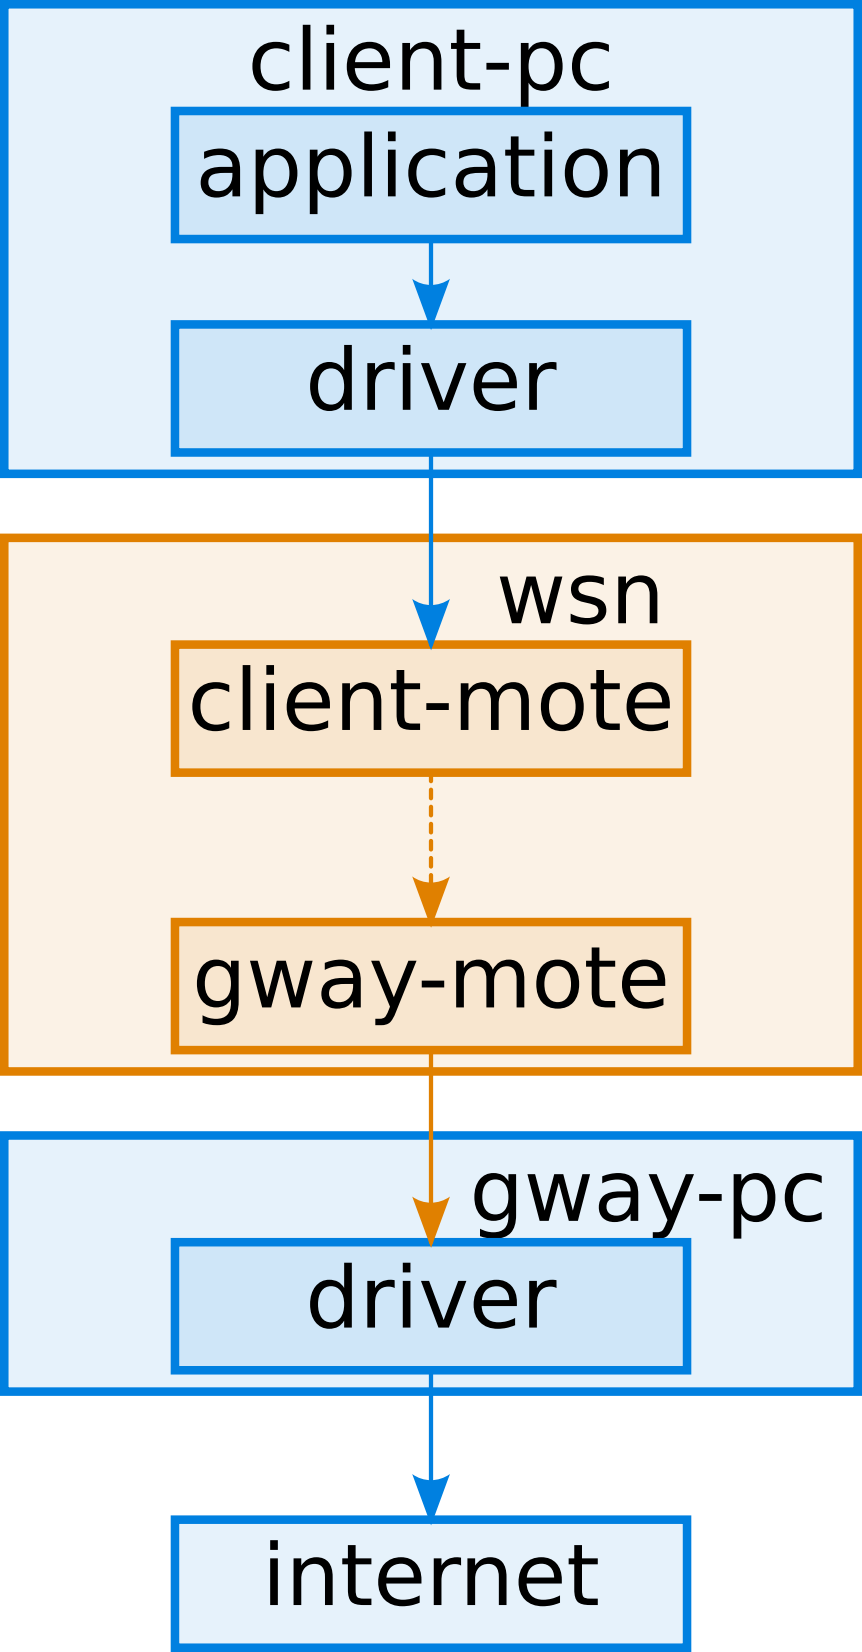 client-pc
application
driver
wsn
client-mote
gway-mote
gway-pc
driver
internet